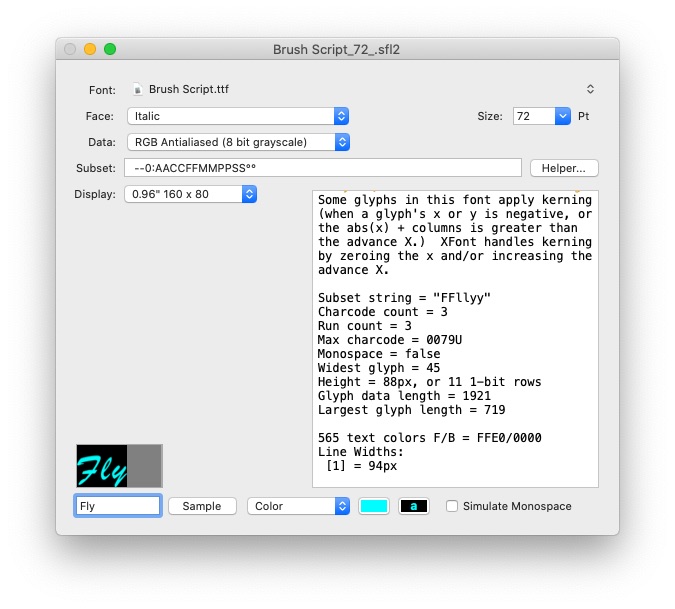 Brush Script_72_.sfl2
Font: Brush Script.ttf
Face: Italic Size: 72 Pt
Data: RGB Antialiased (8 bit grayscale)
Subset: --0:AACCFFMMPPSS°° Helper...
Display: 0.96" 160 x 80
Some glyphs in this font apply kerning
(when a glyph's x or y is negative, or
the abs(x) + columns is greater than
the advance X.)  XFont handles kerning
by zeroing the x and/or increasing the
advance X.
Subset string = "FFllyy"
Charcode count = 3
Run count = 3
Max charcode = 0079U
Monospace = false
Widest glyph = 45
Height = 88px, or 11 1-bit rows
Glyph data length = 1921
Largest glyph length = 719
565 text colors F/B = FFE0/0000
Line Widths:
[1] = 94px
Fly
Fly Sample Color a Simulate Monospace